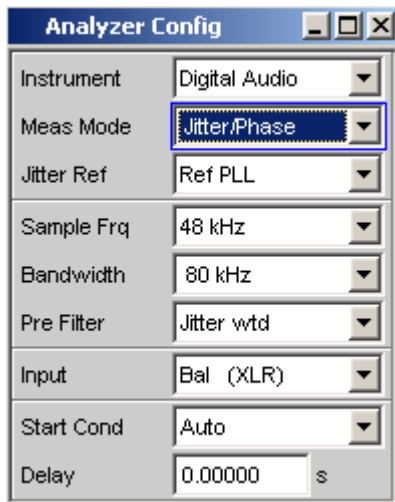 Analyzer Config
Instrument Digital Audio
Meas Mode Jitter/Phase
Jitter Ref Ref PLL
Sample Frq 48 kHz
Bandwidth 80 kHz
Pre Filter Jitter wtd
Input Bal (XLR)
Start Cond Auto
Delay 0.00000 s